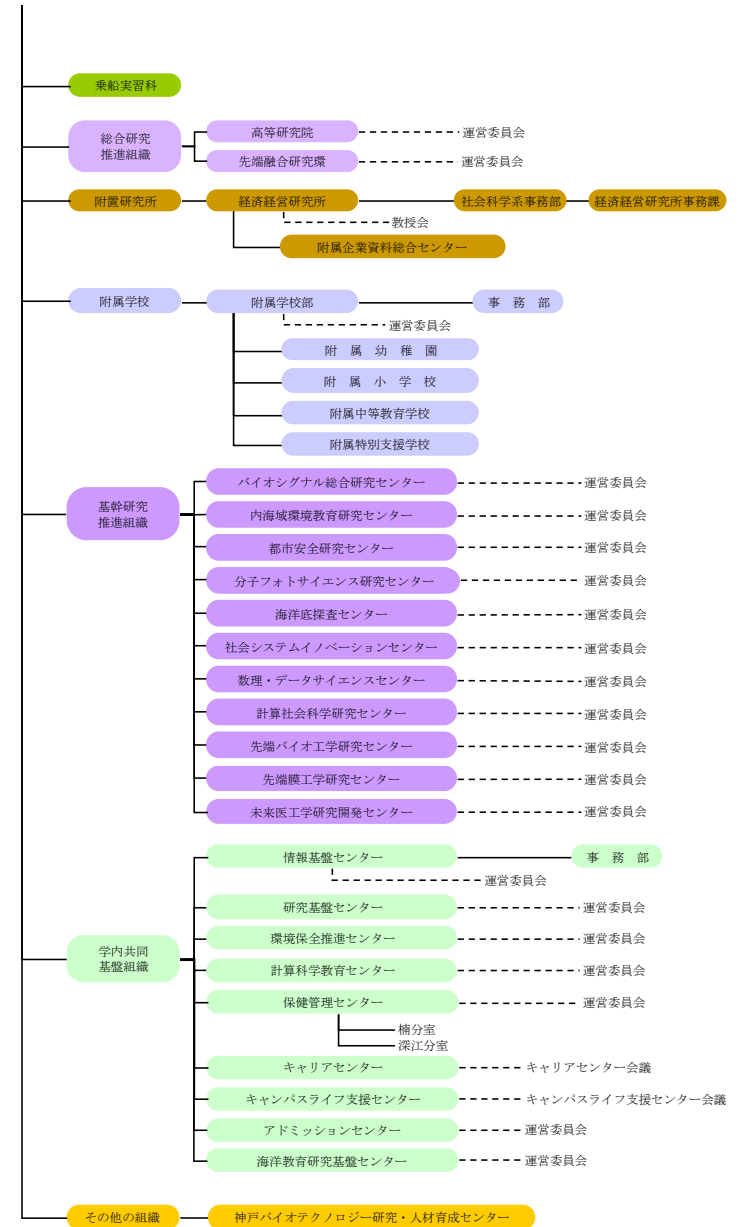 乗船実習科
総合研究
推進組織
高等研究院
運営委員会
先端融合研究環
運営委員会
附置研究所
経済経営研究所
社会科学系事務部
経済経営研究所事務課
教授会
附属企業資料総合センター
附属学校
附属学校部
事　務　部
運営委員会
附　属　幼　稚　園
附　属　小　学　校
附属中等教育学校
附属特別支援学校
基幹研究
推進組織
バイオシグナル総合研究センター
運営委員会
内海域環境教育研究センター
運営委員会
都市安全研究センター
運営委員会
分子フォトサイエンス研究センター
運営委員会
海洋底探査センター
運営委員会
社会システムイノベーションセンター
運営委員会
数理・データサイエンスセンター
運営委員会
計算社会科学研究センター
運営委員会
先端バイオ工学研究センター
運営委員会
先端膜工学研究センター
運営委員会
未来医工学研究開発センター
運営委員会
学内共同
基盤組織
情報基盤センター
事　務　部
運営委員会
研究基盤センター
運営委員会
環境保全推進センター
運営委員会
計算科学教育センター
運営委員会
保健管理センター
運営委員会
楠分室
深江分室
キャリアセンター
キャリアセンター会議
キャンパスライフ支援センター
キャンパスライフ支援センター会議
アドミッションセンター
運営委員会
海洋教育研究基盤センター
運営委員会
その他の組織
神戸バイオテクノロジー研究・人材育成センター